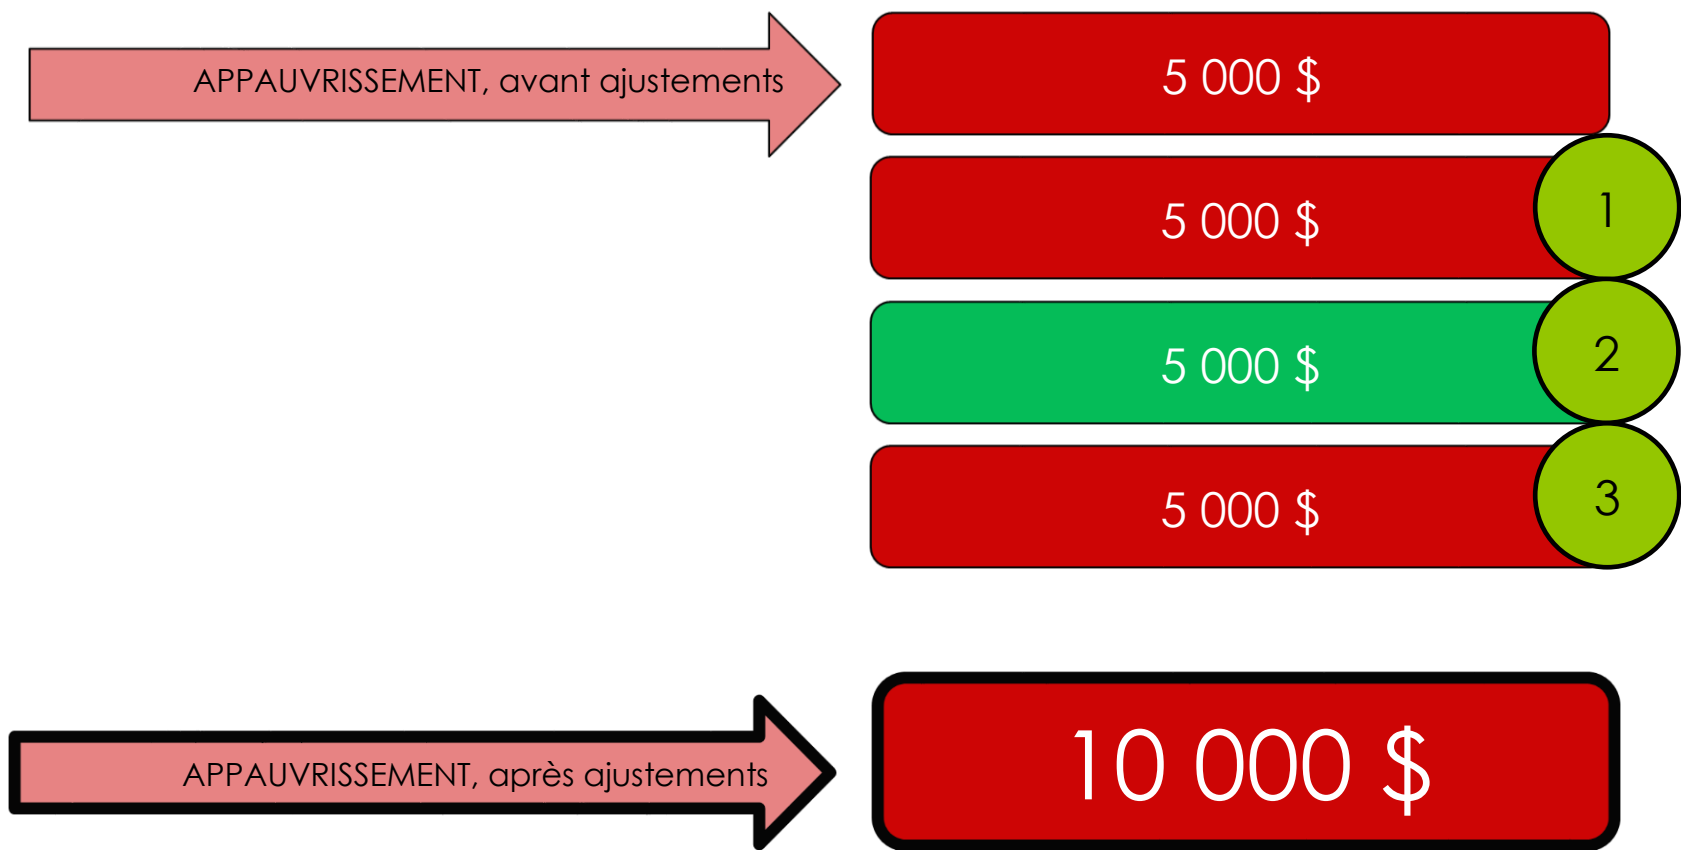 APPAUVRISSEMENT, avant ajustements
5 000 $
5 000 $
1
5 000 $
2
5 000 $
3
APPAUVRISSEMENT, après ajustements
10 000 $